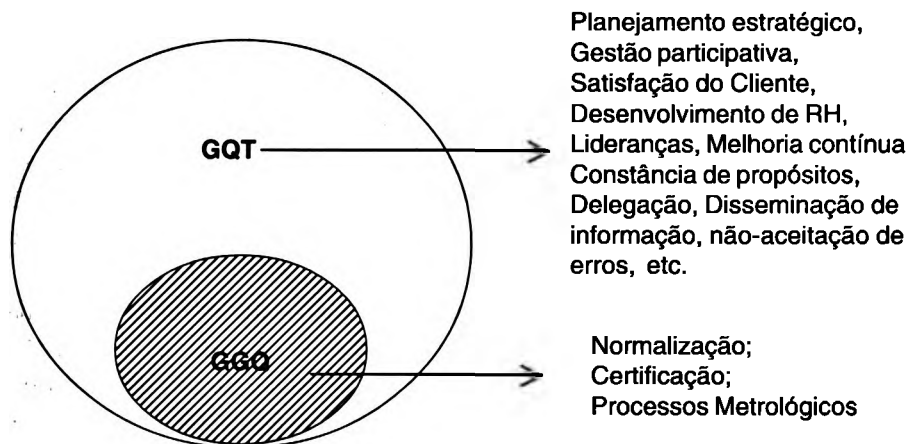 Planejamento estratégico,
Gestão participativa,
Satisfação do Cliente,
Desenvolvimento de RH,
GQT
Lideranças, Melhoria contínua
Constância de propósitos,
Delegação, Disseminação de
informação, não-aceitação de
erros, etc.
GGQ
Normalização;
Certificação;
Processos Metrológicos